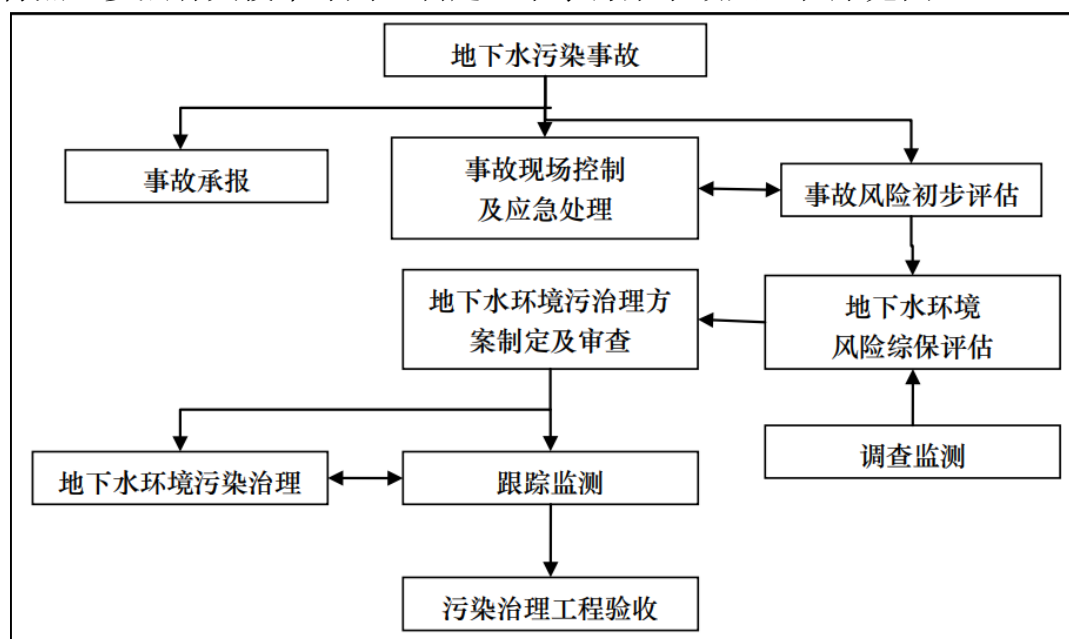 地下水污染事故
事故承报
事故现场控制
及应急处理
事故风险初步评估
地下水环境污治理方
案制定及审查
地下水环境
风险综保评估
调查监测
地下水环境污染治理
跟踪监测
污染治理工程验收